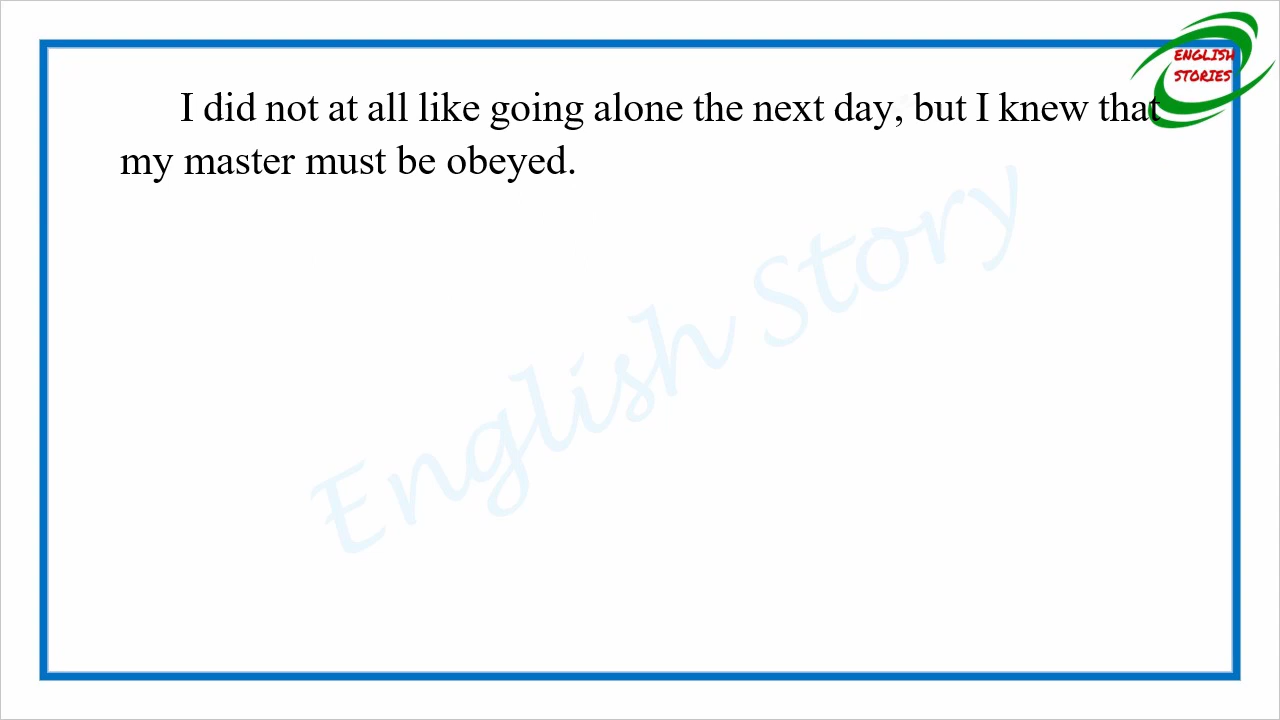 ENGLISH
STORIES
I did not at all like going alone the next day, but I knew that
my master must be obeyed.
English Story